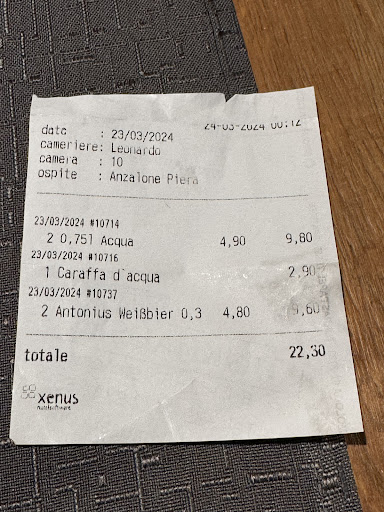 24-03-2024 00:12
data : 23/03/2024
cameriere: Leonardo
camera : 10
ospite : Anzalone Piera
23/03/2024 #10714
2 0,75l Acqua 4,90 9,80
23/03/2024 #10716
1 Caraffa d'acqua 2,90
23/03/2024 #10737
2 Antonius Weißbier 0,3 4,80 9,60
totale 22,30
xenus
hotelsoftware